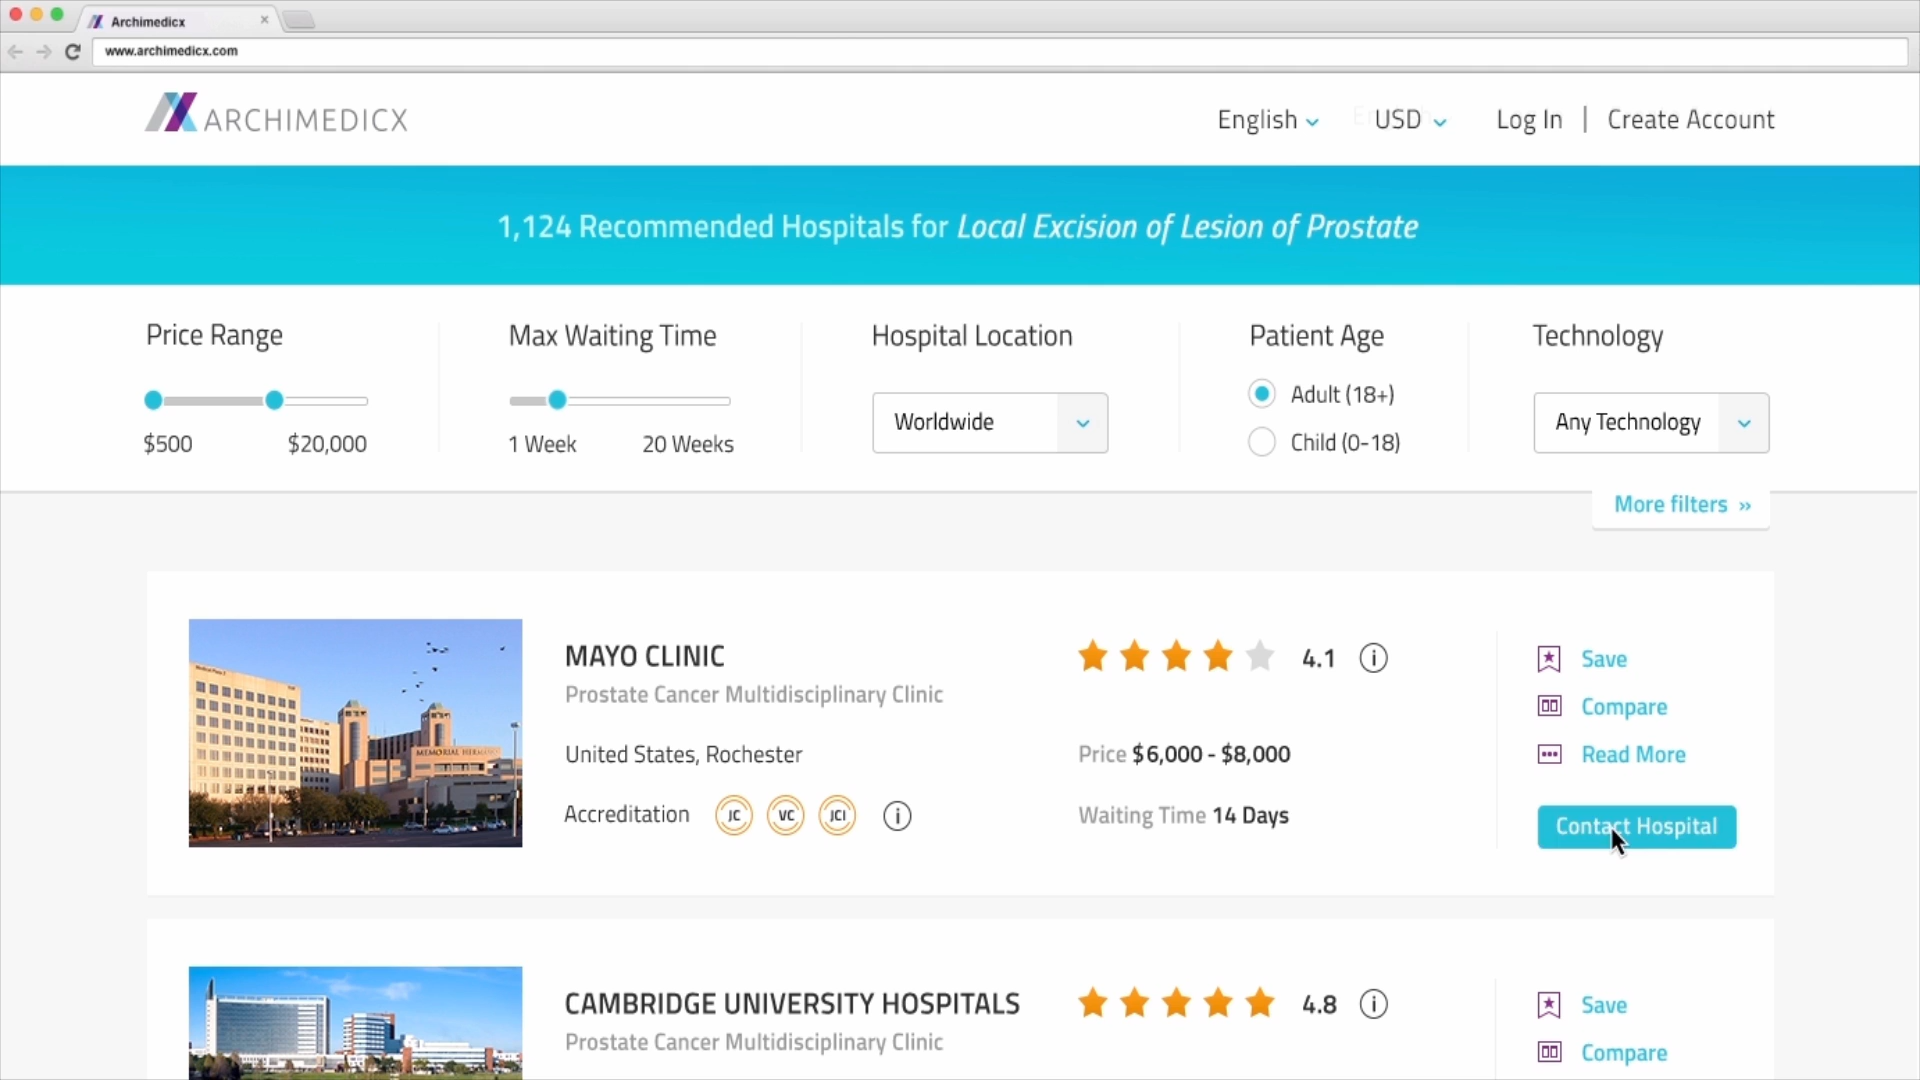 Archimedicx
www.archimedicx.com
ARCHIMEDICX
English
USD
Log In | Create Account
1,124 Recommended Hospitals for Local Excision of Lesion of Prostate
Price Range
$500 $20,000
Max Waiting Time
1 Week 20 Weeks
Hospital Location
Worldwide
Patient Age
Adult (18+)
Child (0-18)
Technology
Any Technology
More filters »
MAYO CLINIC
Prostate Cancer Multidisciplinary Clinic
United States, Rochester
Accreditation JC VC JCI i
4.1 i
Price $6,000 - $8,000
Waiting Time 14 Days
Save
Compare
Read More
Contact Hospital
MEMORIAL HERMANN
CAMBRIDGE UNIVERSITY HOSPITALS
Prostate Cancer Multidisciplinary Clinic
4.8 i
Save
Compare